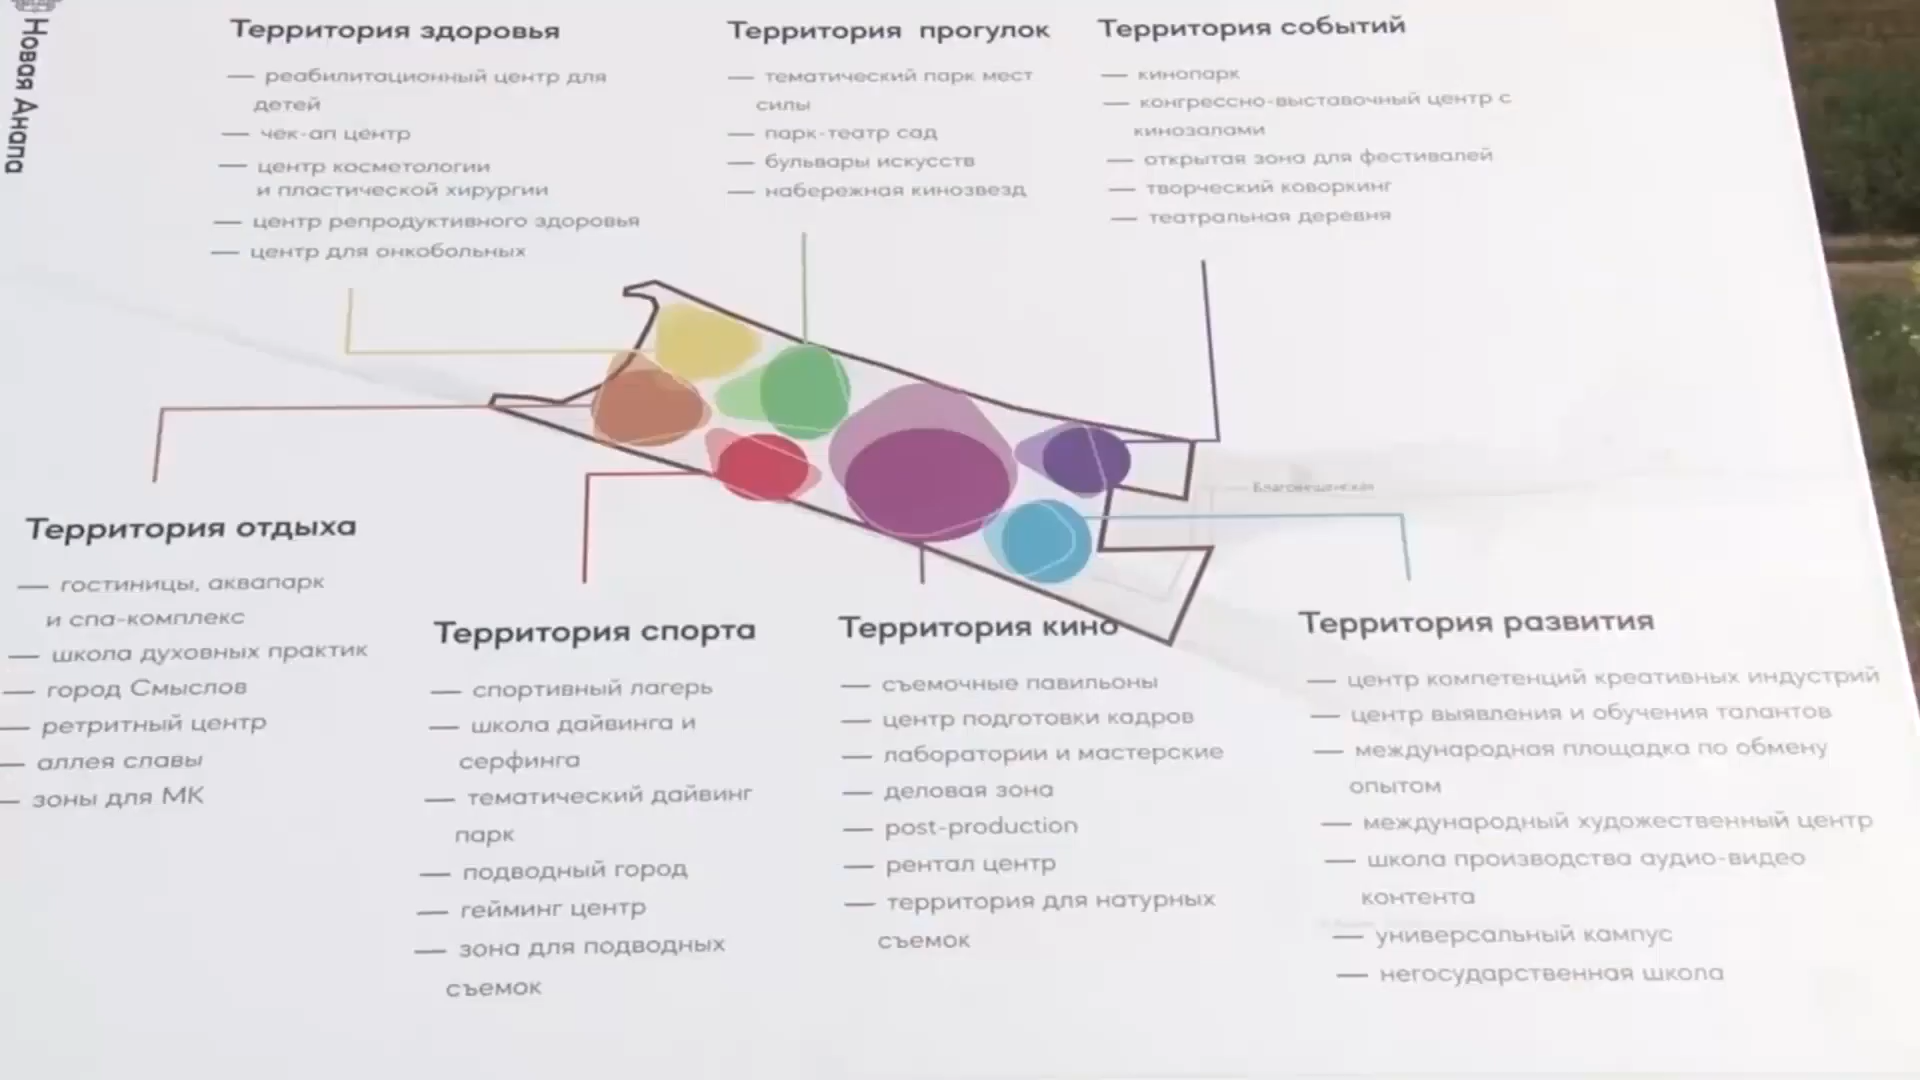 Новая Анапа
Территория здоровья
— реабилитационный центр для
детей
— чек-ап центр
— центр косметологии
и пластической хирургии
— центр репродуктивного здоровья
— центр для онкобольных
Территория прогулок
— тематический парк мест
силы
— парк-театр сад
— бульвары искусств
— набережная кинозвезд
Территория событий
— кинопарк
— конгрессно-выставочный центр с
кинозалами
— открытая зона для фестивалей
— творческий коворкинг
— театральная деревня
Благовещенская
Территория отдыха
— гостиницы, аквапарк
и спа-комплекс
— школа духовных практик
— город Смыслов
— ретритный центр
— аллея славы
— зоны для МК
Территория спорта
— спортивный лагерь
— школа дайвинга и
серфинга
— тематический дайвинг
парк
— подводный город
— гейминг центр
— зона для подводных
съемок
Территория кино
— съемочные павильоны
— центр подготовки кадров
— лаборатории и мастерские
— деловая зона
— post-production
— рентал центр
— территория для натурных
съемок
Территория развития
— центр компетенций креативных индустрий
— центр выявления и обучения талантов
— международная площадка по обмену
опытом
— международный художественный центр
— школа производства аудио-видео
контента
— универсальный кампус
— негосударственная школа